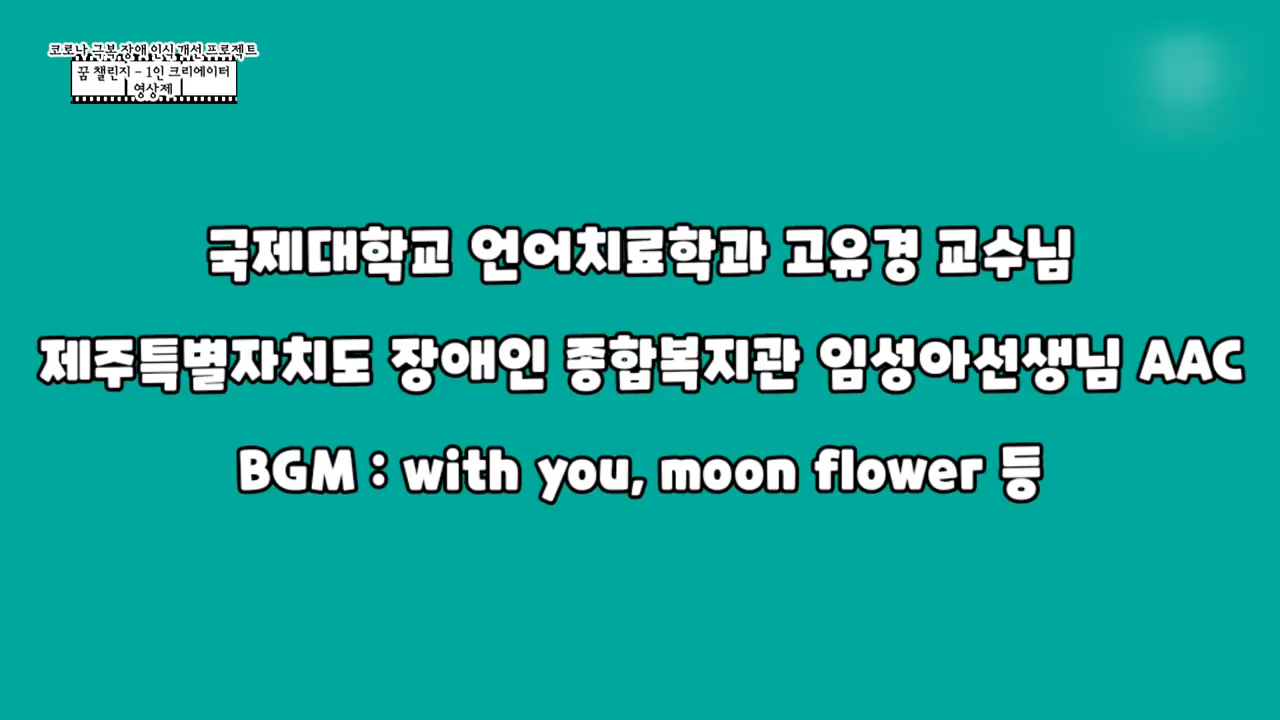 코로나 극복 장애 인식 개선 프로젝트
꿈 챌린지 - 1인 크리에이터
영상제
국제대학교 언어치료학과 고유경 교수님
제주특별자치도 장애인 종합복지관 임성아선생님 AAC
BGM : with you, moon flower 등